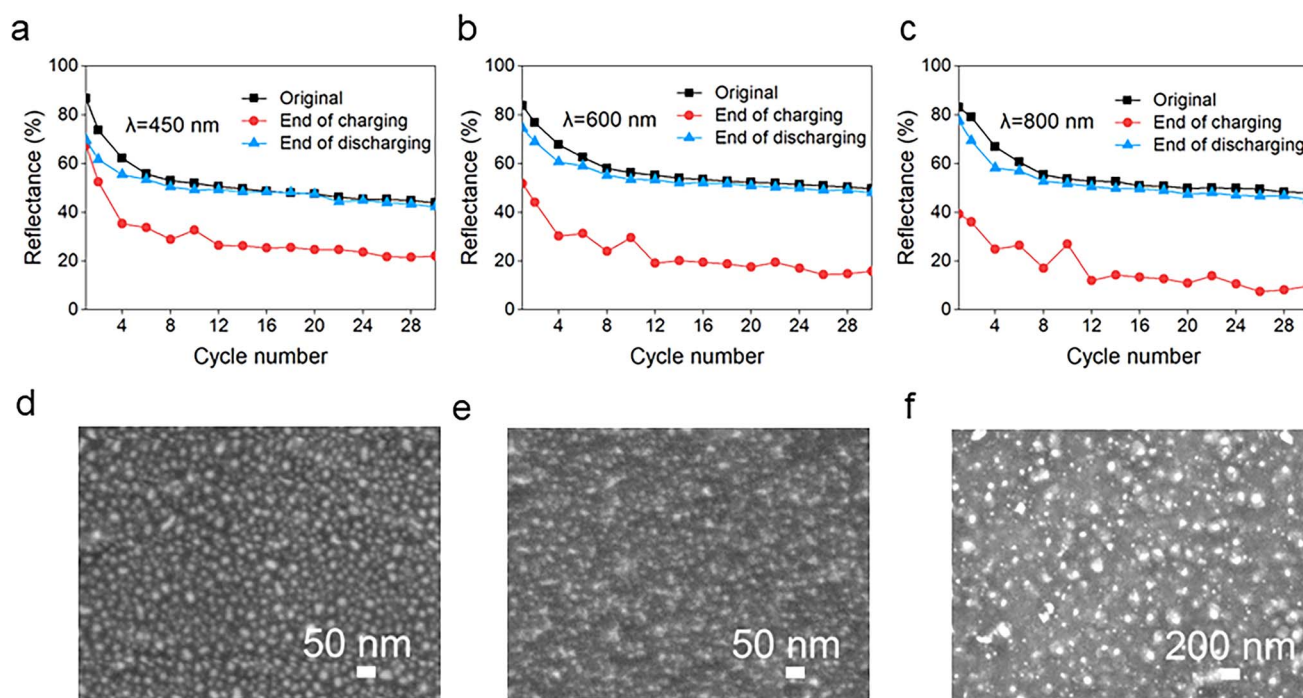 a
100
80
60
40
20
0
Reflectance (%)
λ=450 nm
Original
End of charging
End of discharging
4 8 12 16 20 24 28
Cycle number
b
100
80
60
40
20
0
Reflectance (%)
λ=600 nm
Original
End of charging
End of discharging
4 8 12 16 20 24 28
Cycle number
c
100
80
60
40
20
0
Reflectance (%)
λ=800 nm
Original
End of charging
End of discharging
4 8 12 16 20 24 28
Cycle number
d
50 nm
e
50 nm
f
200 nm